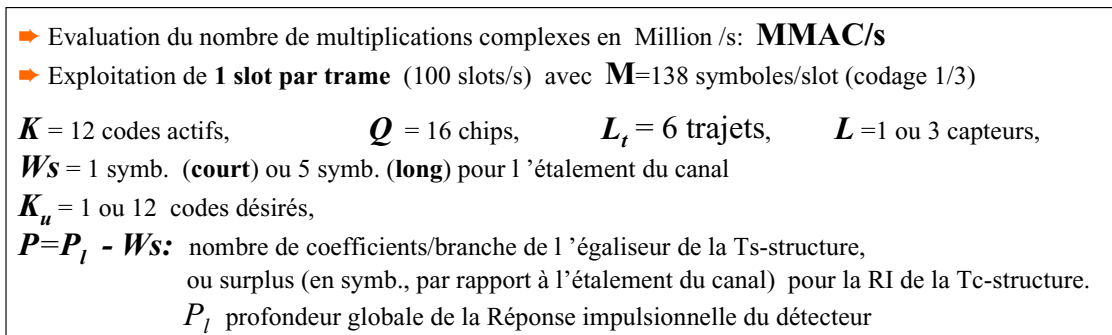 ➨ Evaluation du nombre de multiplications complexes en Million /s: MMAC/s
➨ Exploitation de 1 slot par trame (100 slots/s) avec M=138 symboles/slot (codage 1/3)
K = 12 codes actifs, Q = 16 chips, Lt = 6 trajets, L =1 ou 3 capteurs,
Ws = 1 symb. (court) ou 5 symb. (long) pour l ’étalement du canal
Ku = 1 ou 12 codes désirés,
P=Pl - Ws: nombre de coefficients/branche de l ’égaliseur de la Ts-structure,
ou surplus (en symb., par rapport à l’étalement du canal) pour la RI de la Tc-structure.
Pl profondeur globale de la Réponse impulsionnelle du détecteur